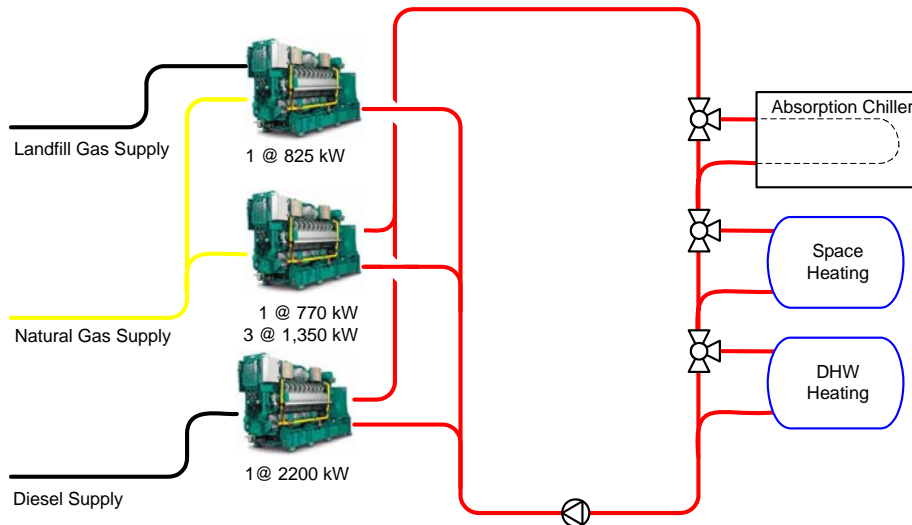 Landfill Gas Supply
1 @ 825 kW
Absorption Chiller
Natural Gas Supply
1 @ 770 kW
3 @ 1,350 kW
Space
Heating
DHW
Heating
Diesel Supply
1@ 2200 kW